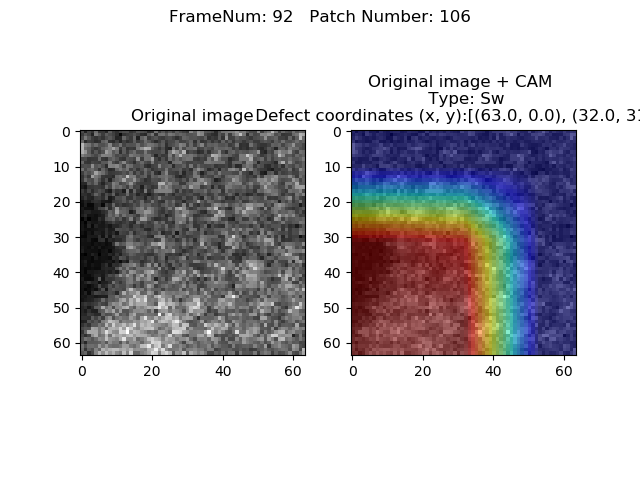 FrameNum: 92   Patch Number: 106
Original image + CAM
Type: Sw
Original image
Defect coordinates (x, y):[(63.0, 0.0), (32.0, 31
0
10
20
30
40
50
60
0 20 40 60
0
10
20
30
40
50
60
0 20 40 60